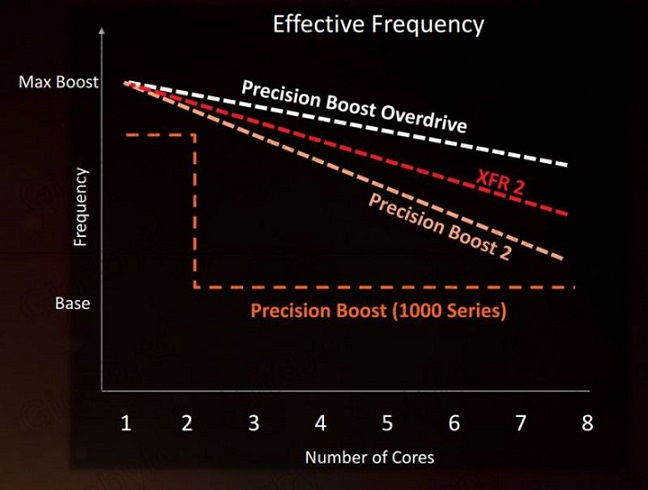 Effective Frequency
Max Boost
Precision Boost Overdrive
XFR 2
Precision Boost 2
Frequency
Base
Precision Boost (1000 Series)
1 2 3 4 5 6 7 8
Number of Cores